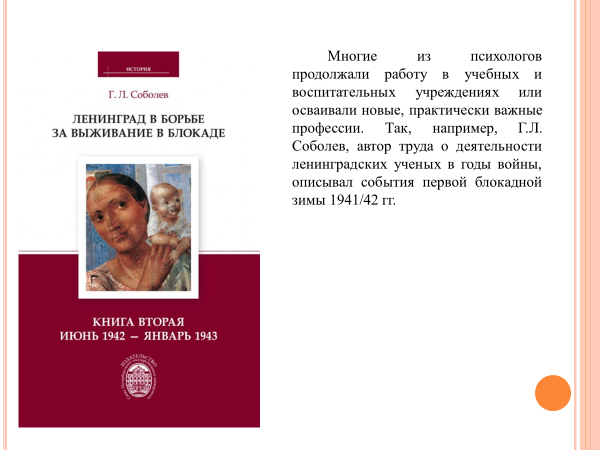 ИСТОРИЯ
Г. Л. Соболев
ЛЕНИНГРАД В БОРЬБЕ
ЗА ВЫЖИВАНИЕ В БЛОКАДЕ
КНИГА ВТОРАЯ
ИЮНЬ 1942 — ЯНВАРЬ 1943
ИЗДАТЕЛЬСТВО
Многие из психологов
продолжали работу в учебных и
воспитательных учреждениях или
осваивали новые, практически важные
профессии. Так, например, Г.Л.
Соболев, автор труда о деятельности
ленинградских ученых в годы войны,
описывал события первой блокадной
зимы 1941/42 гг.